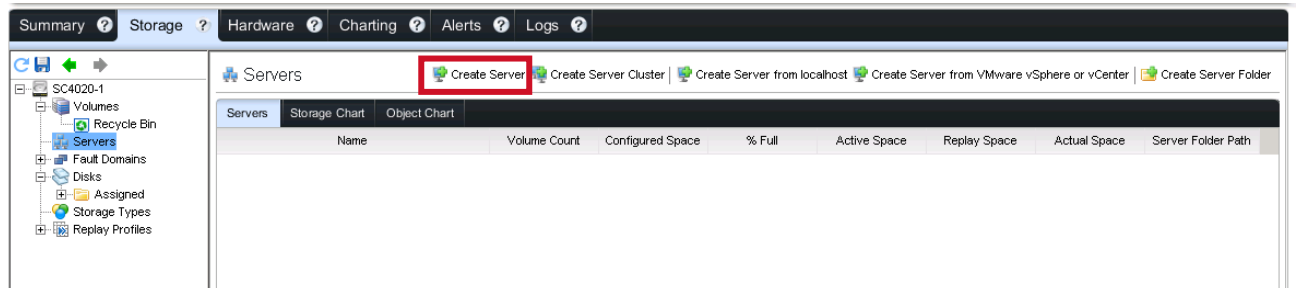 Summary ? Storage ? Hardware ? Charting ? Alerts ? Logs ?
SC4020-1
Volumes
Recycle Bin
Servers
Fault Domains
Disks
Assigned
Storage Types
Replay Profiles
Servers
Create Server Create Server Cluster Create Server from localhost Create Server from VMware vSphere or vCenter Create Server Folder
Servers Storage Chart Object Chart
Name Volume Count Configured Space % Full Active Space Replay Space Actual Space Server Folder Path